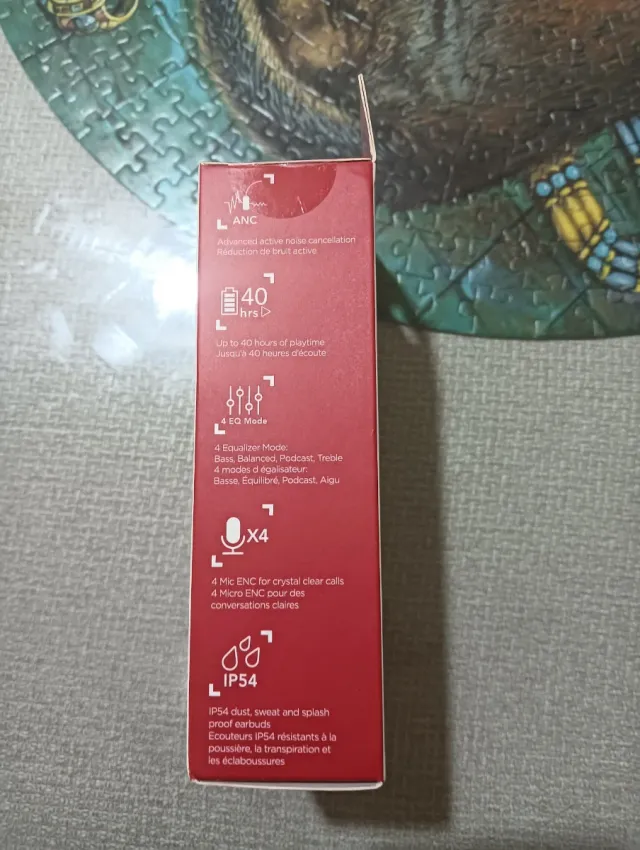 ANC
Advanced active noise cancellation
Réduction de bruit active
40
hrs
Up to 40 hours of playtime
Jusqu'à 40 heures d'écoute
4 EQ Mode
4 Equalizer Mode:
Bass, Balanced, Podcast, Treble
4 modes d égalisateur:
Basse, Équilibré, Podcast, Aigu
X4
4 Mic ENC for crystal clear calls
4 Micro ENC pour des
conversations claires
IP54
IP54 dust, sweat and splash
proof earbuds
Ecouteurs IP54 résistants à la
poussière, la transpiration et
les éclaboussures